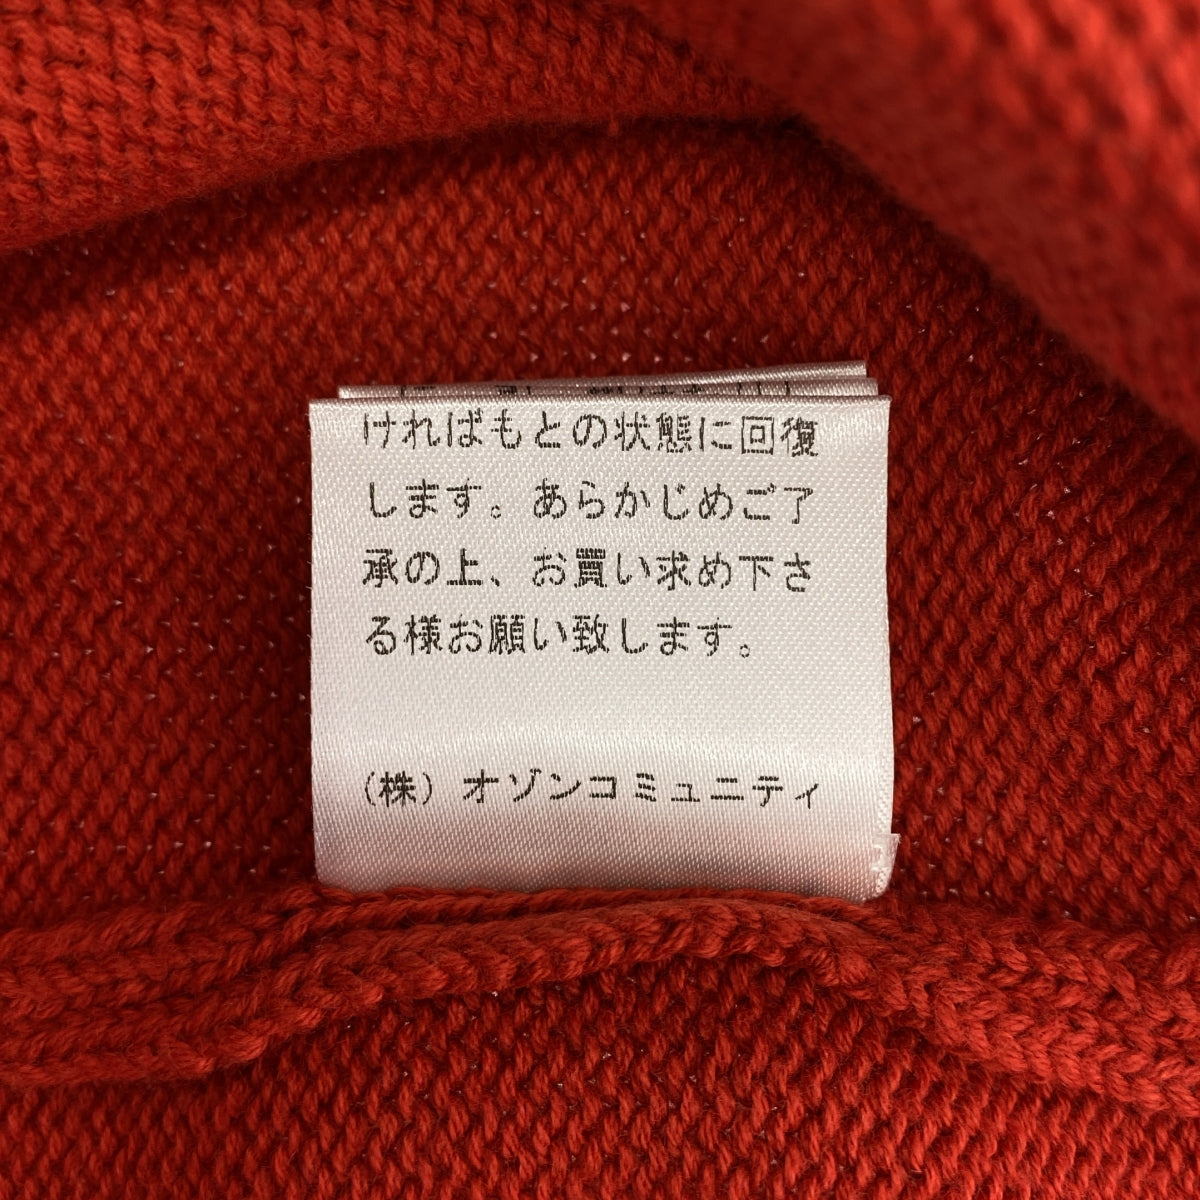 ければもとの状態に回復
します。あらかじめご了
承の上、お買い求め下さ
る様お願い致します。
(株) オゾンコミュニティ